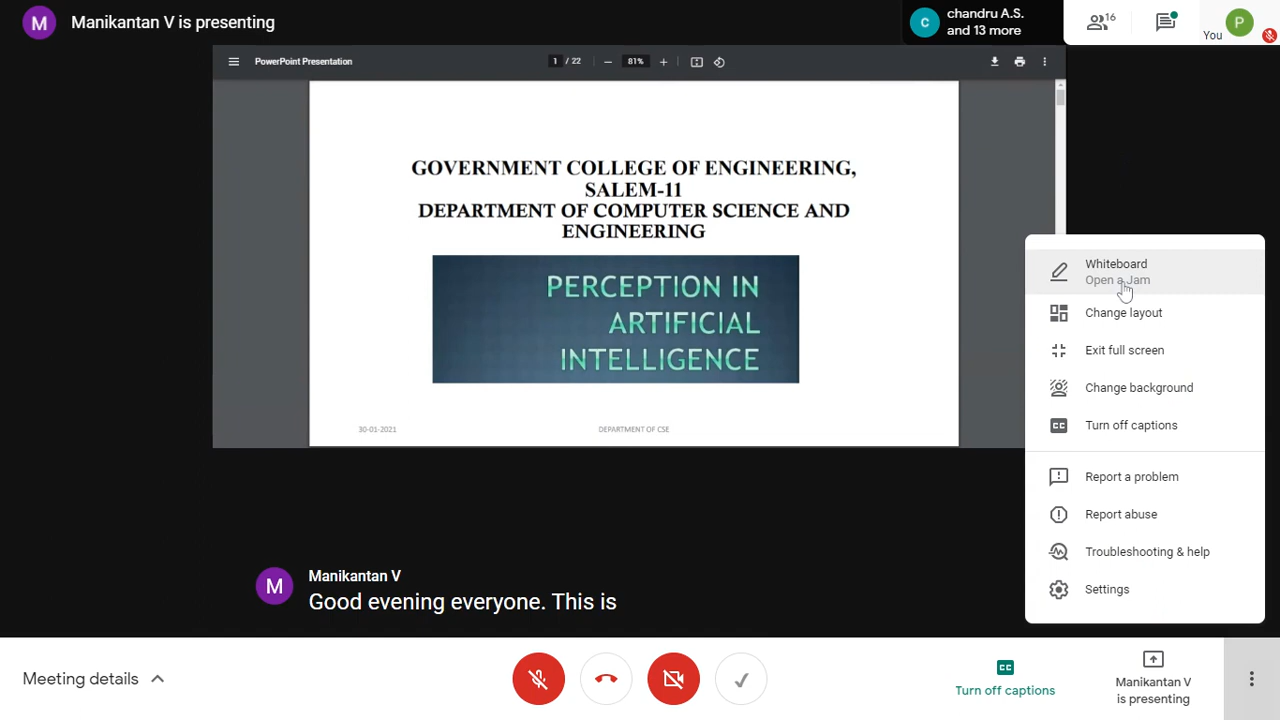 M
Manikantan V is presenting
C
chandru A.S.
and 13 more
16
You
P
PowerPoint Presentation
1 / 22
81%
GOVERNMENT COLLEGE OF ENGINEERING,
SALEM-11
DEPARTMENT OF COMPUTER SCIENCE AND
ENGINEERING
PERCEPTION IN
ARTIFICIAL
INTELLIGENCE
30-01-2021
DEPARTMENT OF CSE
Whiteboard
Open a Jam
Change layout
Exit full screen
Change background
CC
Turn off captions
Report a problem
Report abuse
Troubleshooting & help
Settings
M
Manikantan V
Good evening everyone. This is
Meeting details
CC
Turn off captions
Manikantan V
is presenting